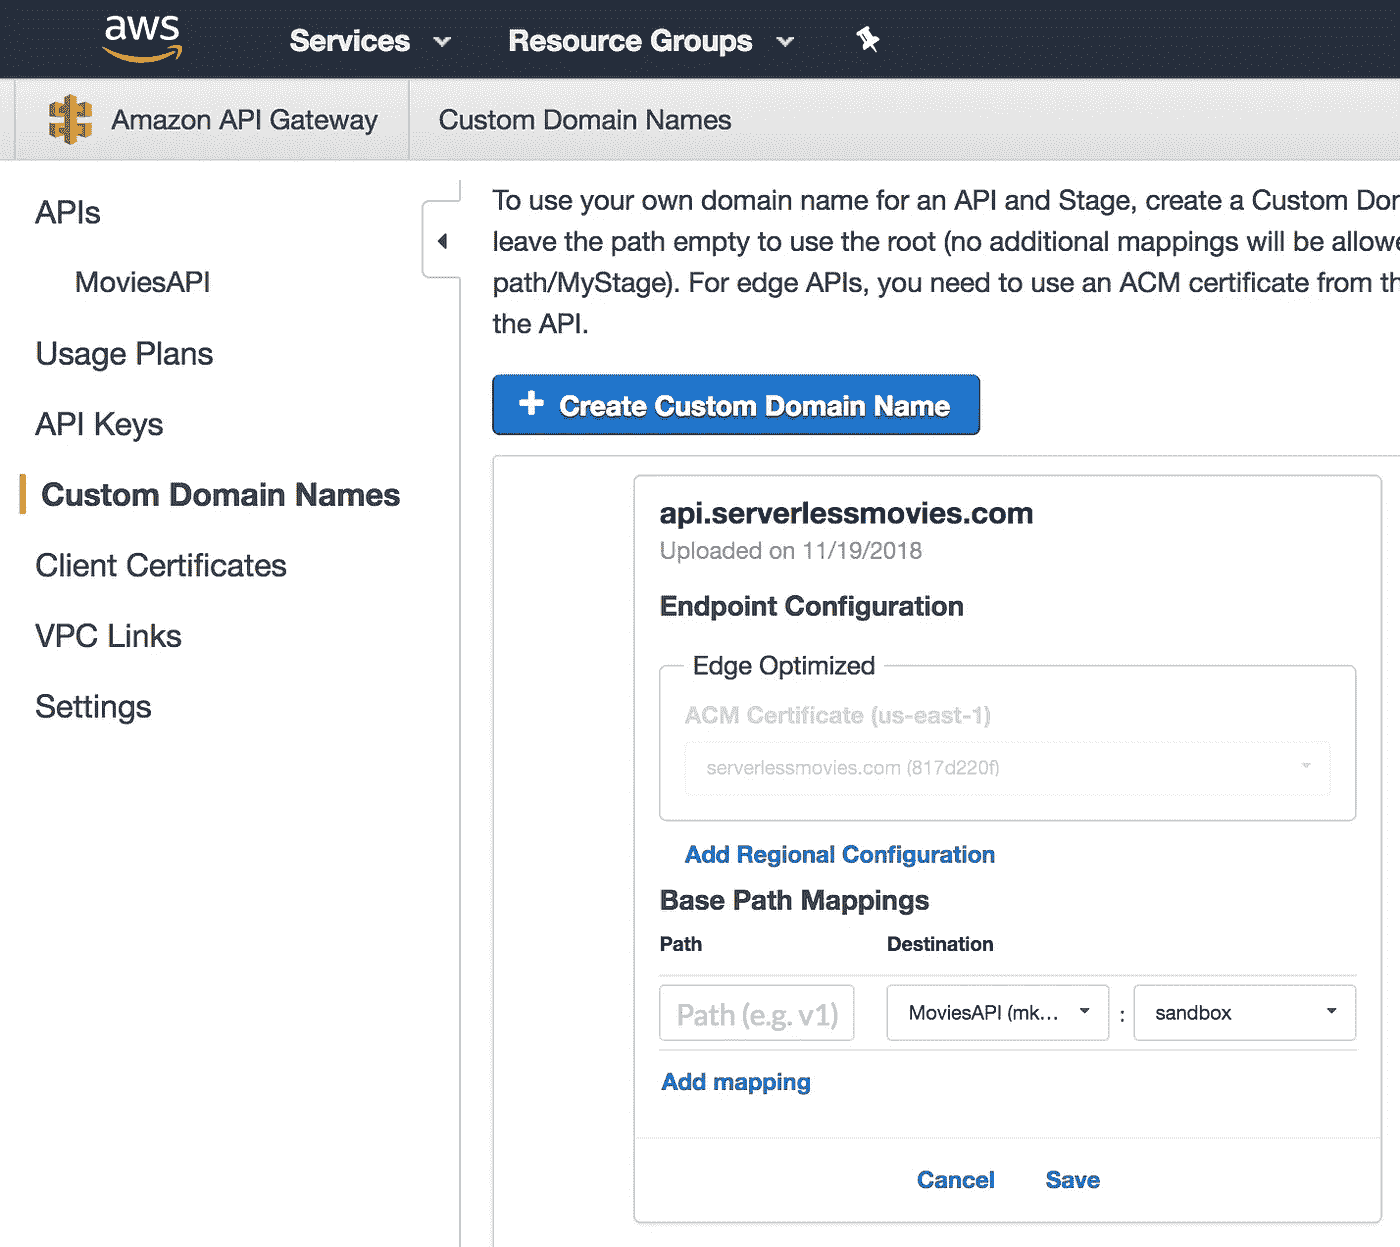 aws Services Resource Groups
Amazon API Gateway Custom Domain Names
APIs
MoviesAPI
Usage Plans
API Keys
Custom Domain Names
Client Certificates
VPC Links
Settings
To use your own domain name for an API and Stage, create a Custom Dor
leave the path empty to use the root (no additional mappings will be allowe
path/MyStage). For edge APIs, you need to use an ACM certificate from th
the API.
+ Create Custom Domain Name
api.serverlessmovies.com
Uploaded on 11/19/2018
Endpoint Configuration
Edge Optimized
ACM Certificate (us-east-1)
serverlessmovies.com (817d220f)
Add Regional Configuration
Base Path Mappings
Path Destination
Path (e.g. v1) MoviesAPI (mk... : sandbox
Add mapping
Cancel Save